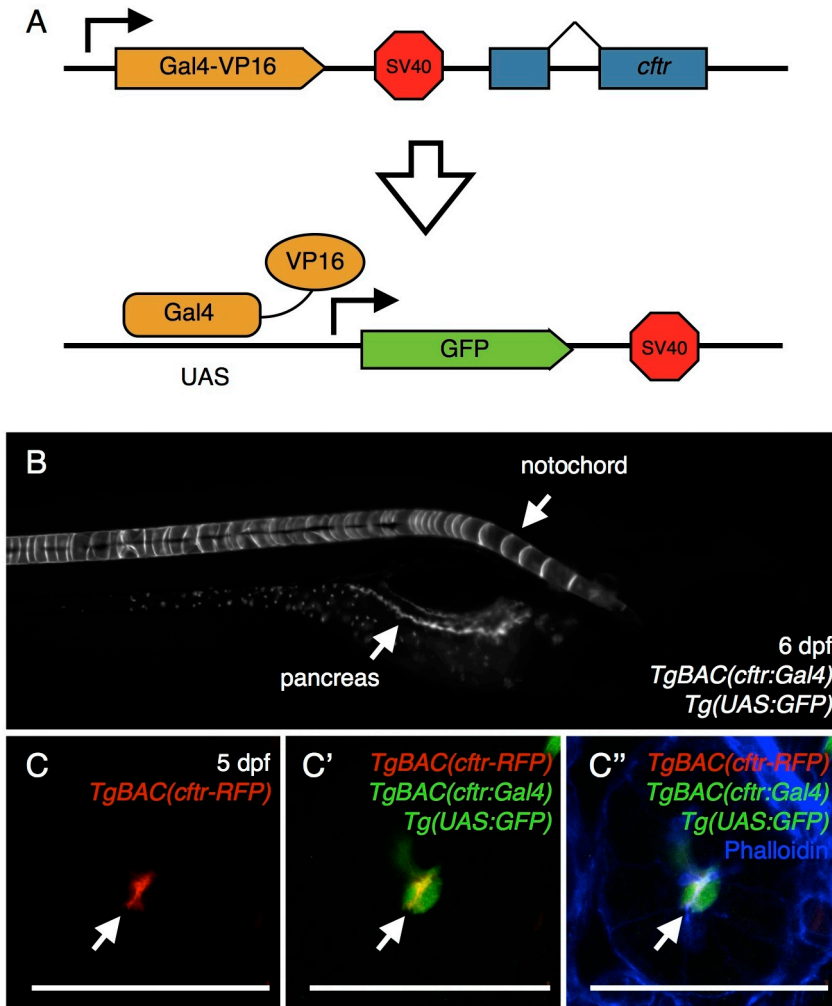 A
Gal4-VP16
SV40
cftr
VP16
Gal4
GFP
SV40
UAS
B
notochord
pancreas
6 dpf
TgBAC(cftr:Gal4)
Tg(UAS:GFP)
C
5 dpf
TgBAC(cftr-RFP)
C'
TgBAC(cftr-RFP)
TgBAC(cftr:Gal4)
Tg(UAS:GFP)
C"
TgBAC(cftr-RFP)
TgBAC(cftr:Gal4)
Tg(UAS:GFP)
Phalloidin